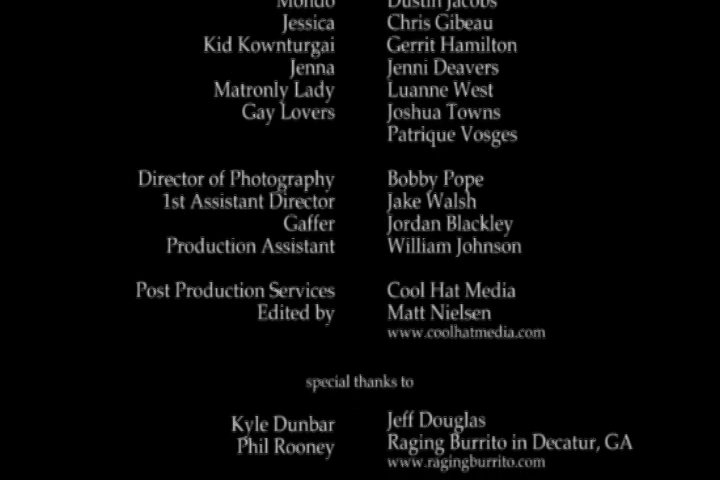 Mondo Dustin Jacobs
Jessica Chris Gibeau
Kid Kownturgai Gerrit Hamilton
Jenna Jenni Deavers
Matronly Lady Luanne West
Gay Lovers Joshua Towns
Patrique Vosges
Director of Photography Bobby Pope
1st Assistant Director Jake Walsh
Gaffer Jordan Blackley
Production Assistant William Johnson
Post Production Services Cool Hat Media
Edited by Matt Nielsen
www.coolhatmedia.com
special thanks to
Kyle Dunbar Jeff Douglas
Phil Rooney Raging Burrito in Decatur, GA
www.ragingburrito.com